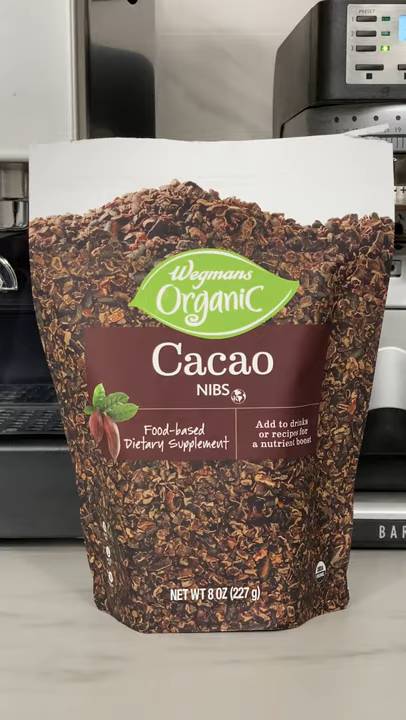 PRESET
Wegmans
Organic
Cacao
NIBS
Food-based
Dietary Supplement
Add to drinks
or recipes for
a nutrient boost
NET WT 8 OZ (227 g)
BAR